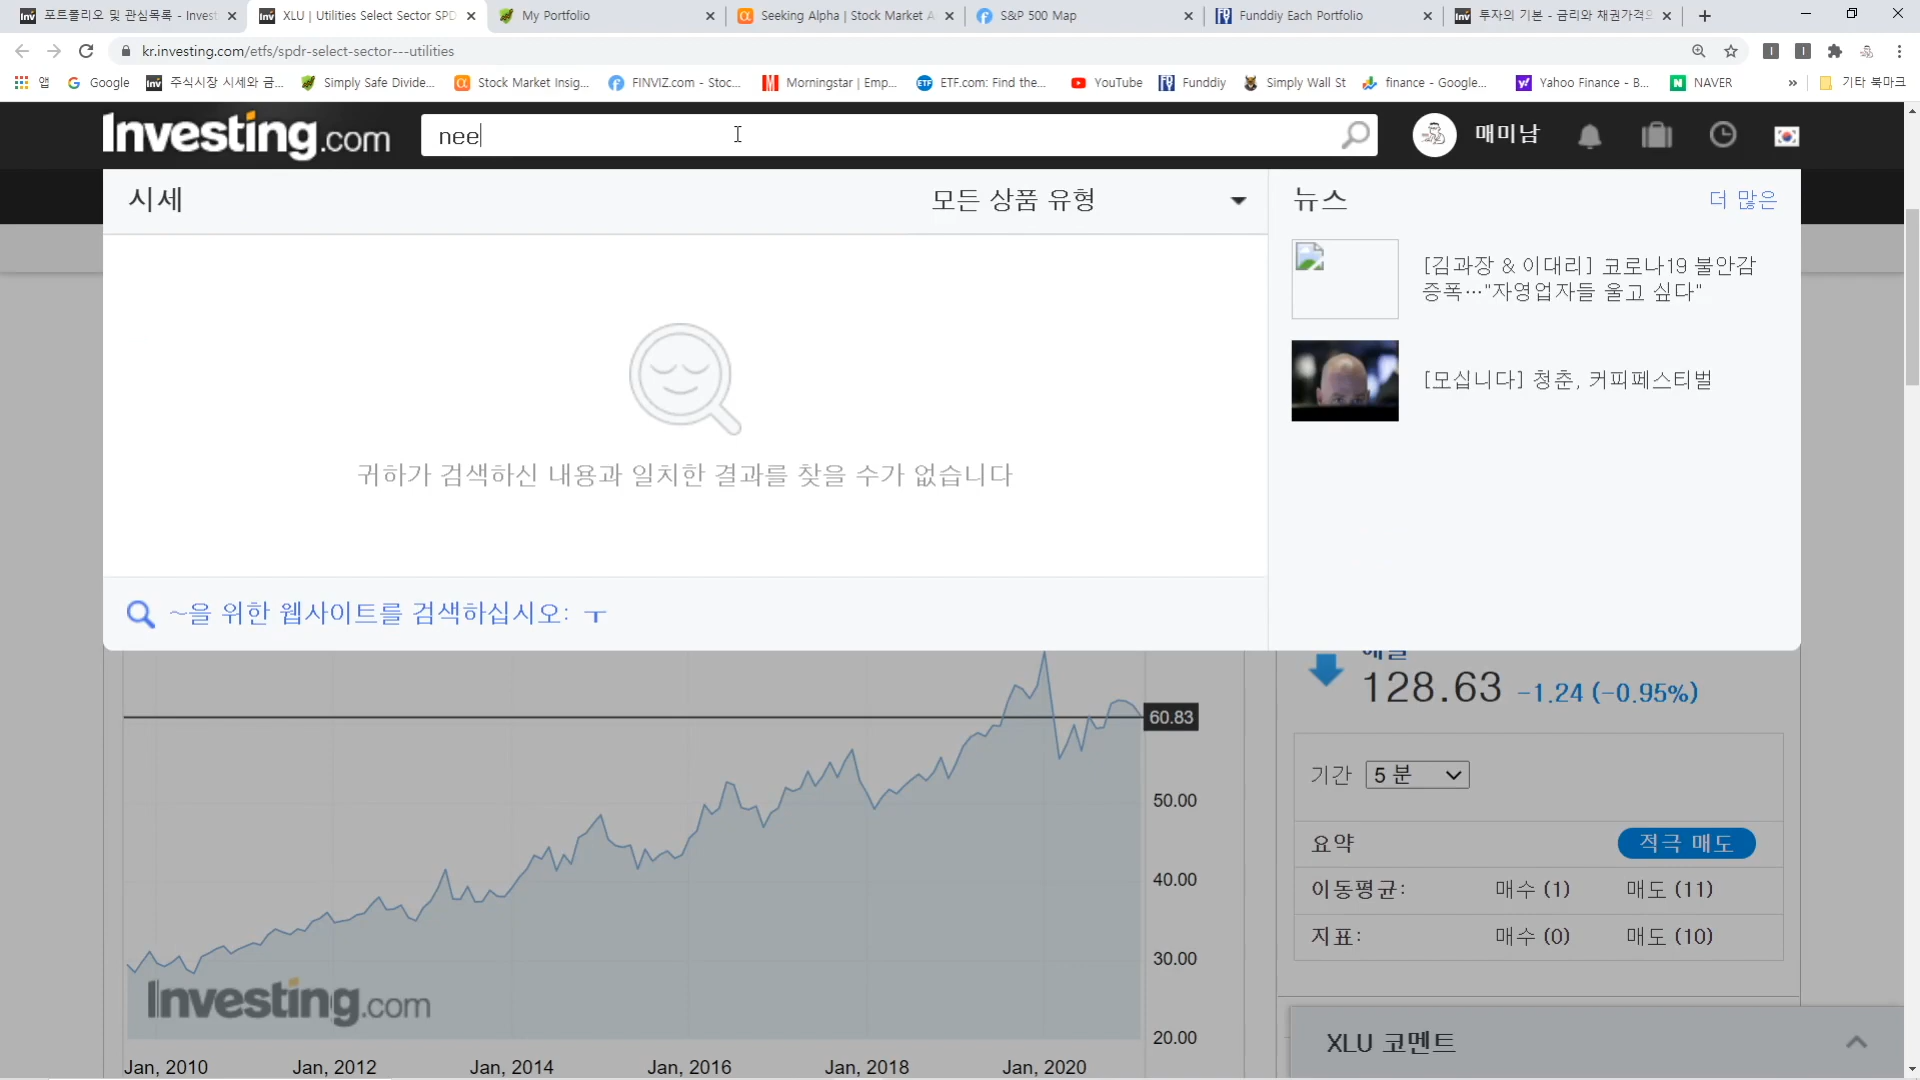 포트폴리오 및 관심목록 - Invest
XLU | Utilities Select Sector SPD
My Portfolio
Seeking Alpha | Stock Market A
S&P 500 Map
Funddiy Each Portfolio
투자의 기본 - 금리와 채권가격의
kr.investing.com/etfs/spdr-select-sector---utilities
앱
Google
주식시장 시세와 금...
Simply Safe Divide...
Stock Market Insig...
FINVIZ.com - Stoc...
Morningstar | Emp...
ETF.com: Find the...
YouTube
Funddiy
Simply Wall St
finance - Google...
Yahoo Finance - B...
NAVER
»
기타 북마크
Investing.com
nee
매미남
시세
모든 상품 유형
뉴스
더 많은
[김과장 & 이대리] 코로나19 불안감
증폭…"자영업자들 울고 싶다"
[모십니다] 청춘, 커피페스티벌
귀하가 검색하신 내용과 일치한 결과를 찾을 수가 없습니다
~을 위한 웹사이트를 검색하십시오: ㅜ
128.63 -1.24 (-0.95%)
60.83
50.00
40.00
30.00
20.00
Investing.com
Jan, 2010
Jan, 2012
Jan, 2014
Jan, 2016
Jan, 2018
Jan, 2020
기간 5 분
요약 적극 매도
이동평균: 매수 (1) 매도 (11)
지표: 매수 (0) 매도 (10)
XLU 코멘트